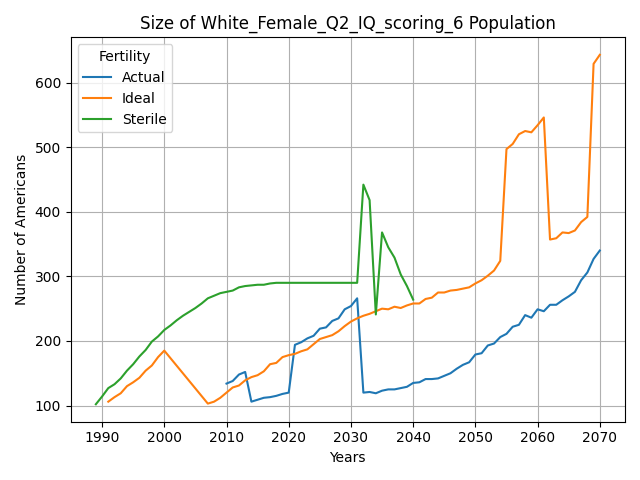 Size of White_Female_Q2_IQ_scoring_6 Population
Fertility
Actual
Ideal
Sterile
Number of Americans
600
500
400
300
200
100
1990 2000 2010 2020 2030 2040 2050 2060 2070
Years